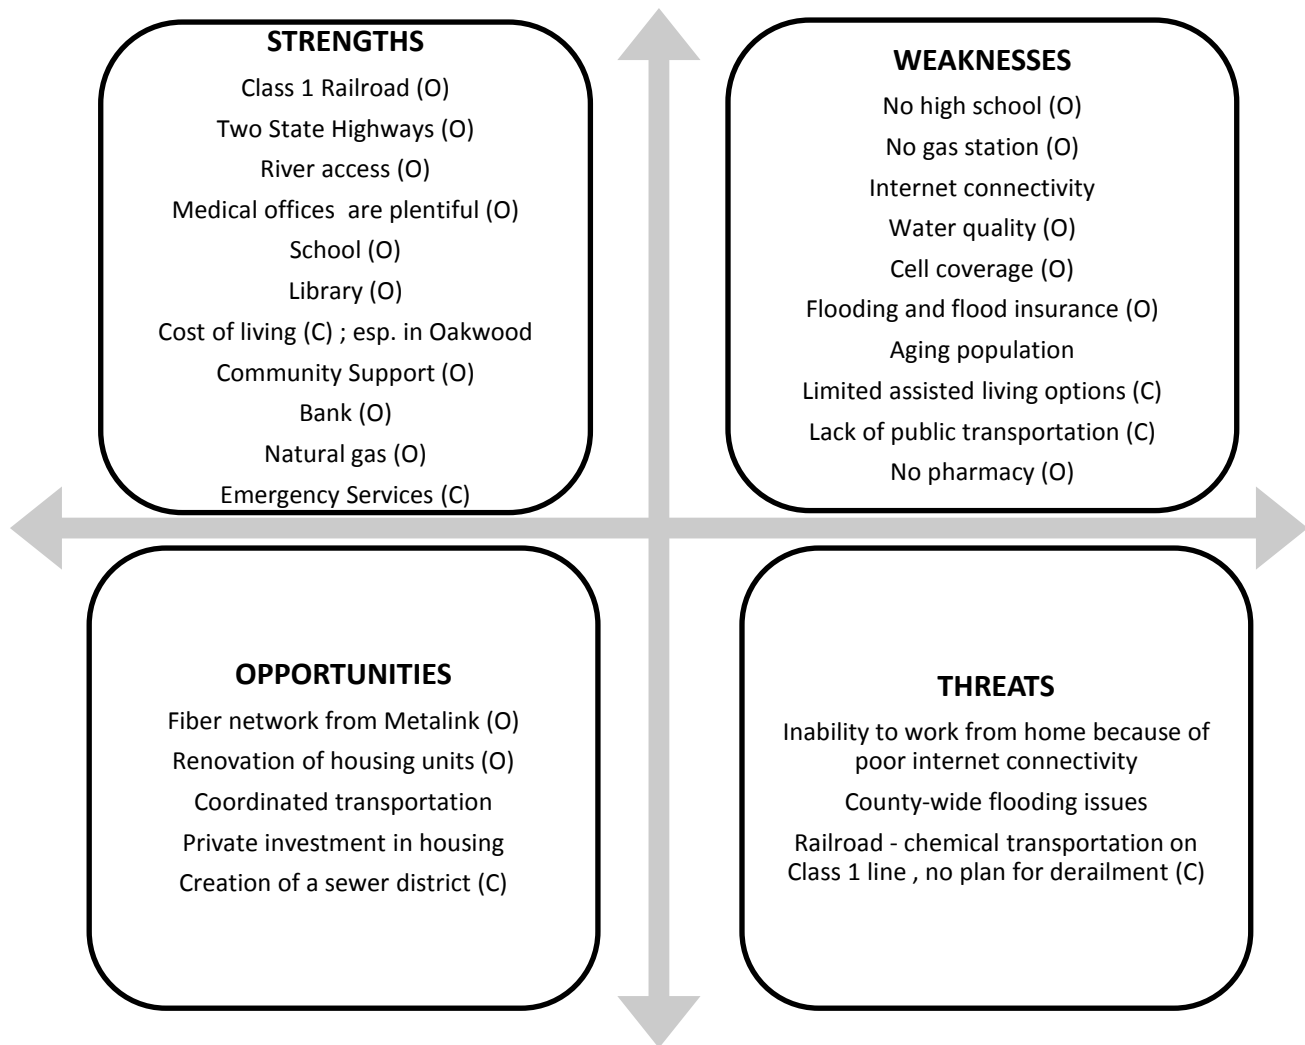 STRENGTHS
Class 1 Railroad (O)
Two State Highways (O)
River access (O)
Medical offices  are plentiful (O)
School (O)
Library (O)
Cost of living (C) ; esp. in Oakwood
Community Support (O)
Bank (O)
Natural gas (O)
Emergency Services (C)
WEAKNESSES
No high school (O)
No gas station (O)
Internet connectivity
Water quality (O)
Cell coverage (O)
Flooding and flood insurance (O)
Aging population
Limited assisted living options (C)
Lack of public transportation (C)
No pharmacy (O)
OPPORTUNITIES
Fiber network from Metalink (O)
Renovation of housing units (O)
Coordinated transportation
Private investment in housing
Creation of a sewer district (C)
THREATS
Inability to work from home because of
poor internet connectivity
County-wide flooding issues
Railroad - chemical transportation on
Class 1 line , no plan for derailment (C)